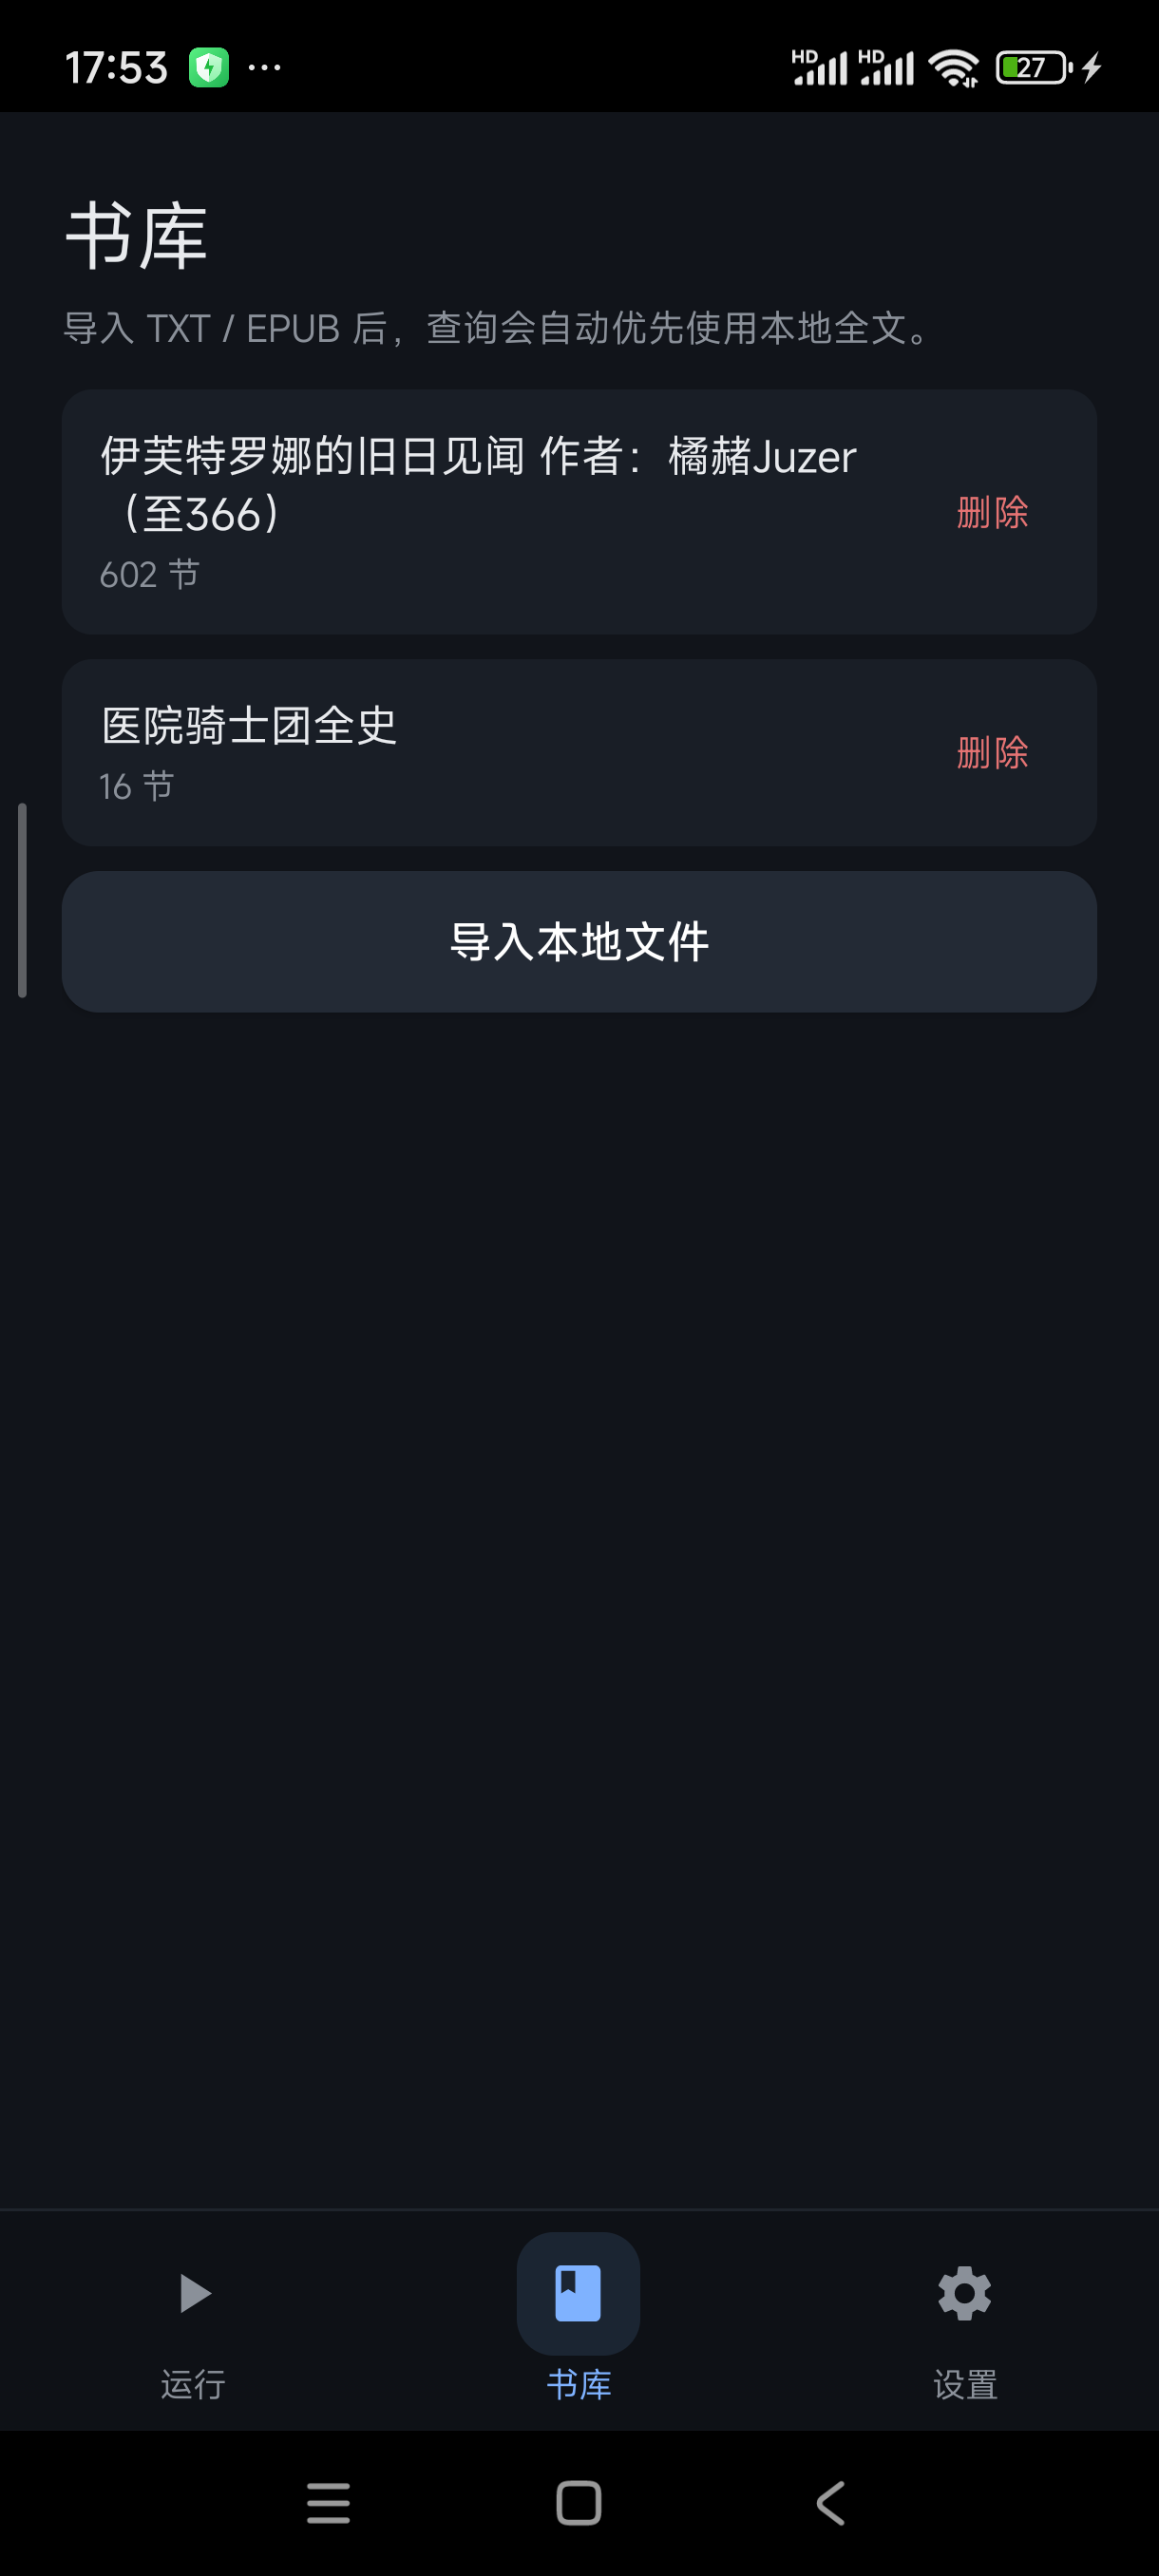 17:53 ...
HD HD 27
书库
导入 TXT / EPUB 后，查询会自动优先使用本地全文。
伊芙特罗娜的旧日见闻 作者：橘赫Juzer
（至366）
602 节
删除
医院骑士团全史
16 节
删除
导入本地文件
运行
书库
设置